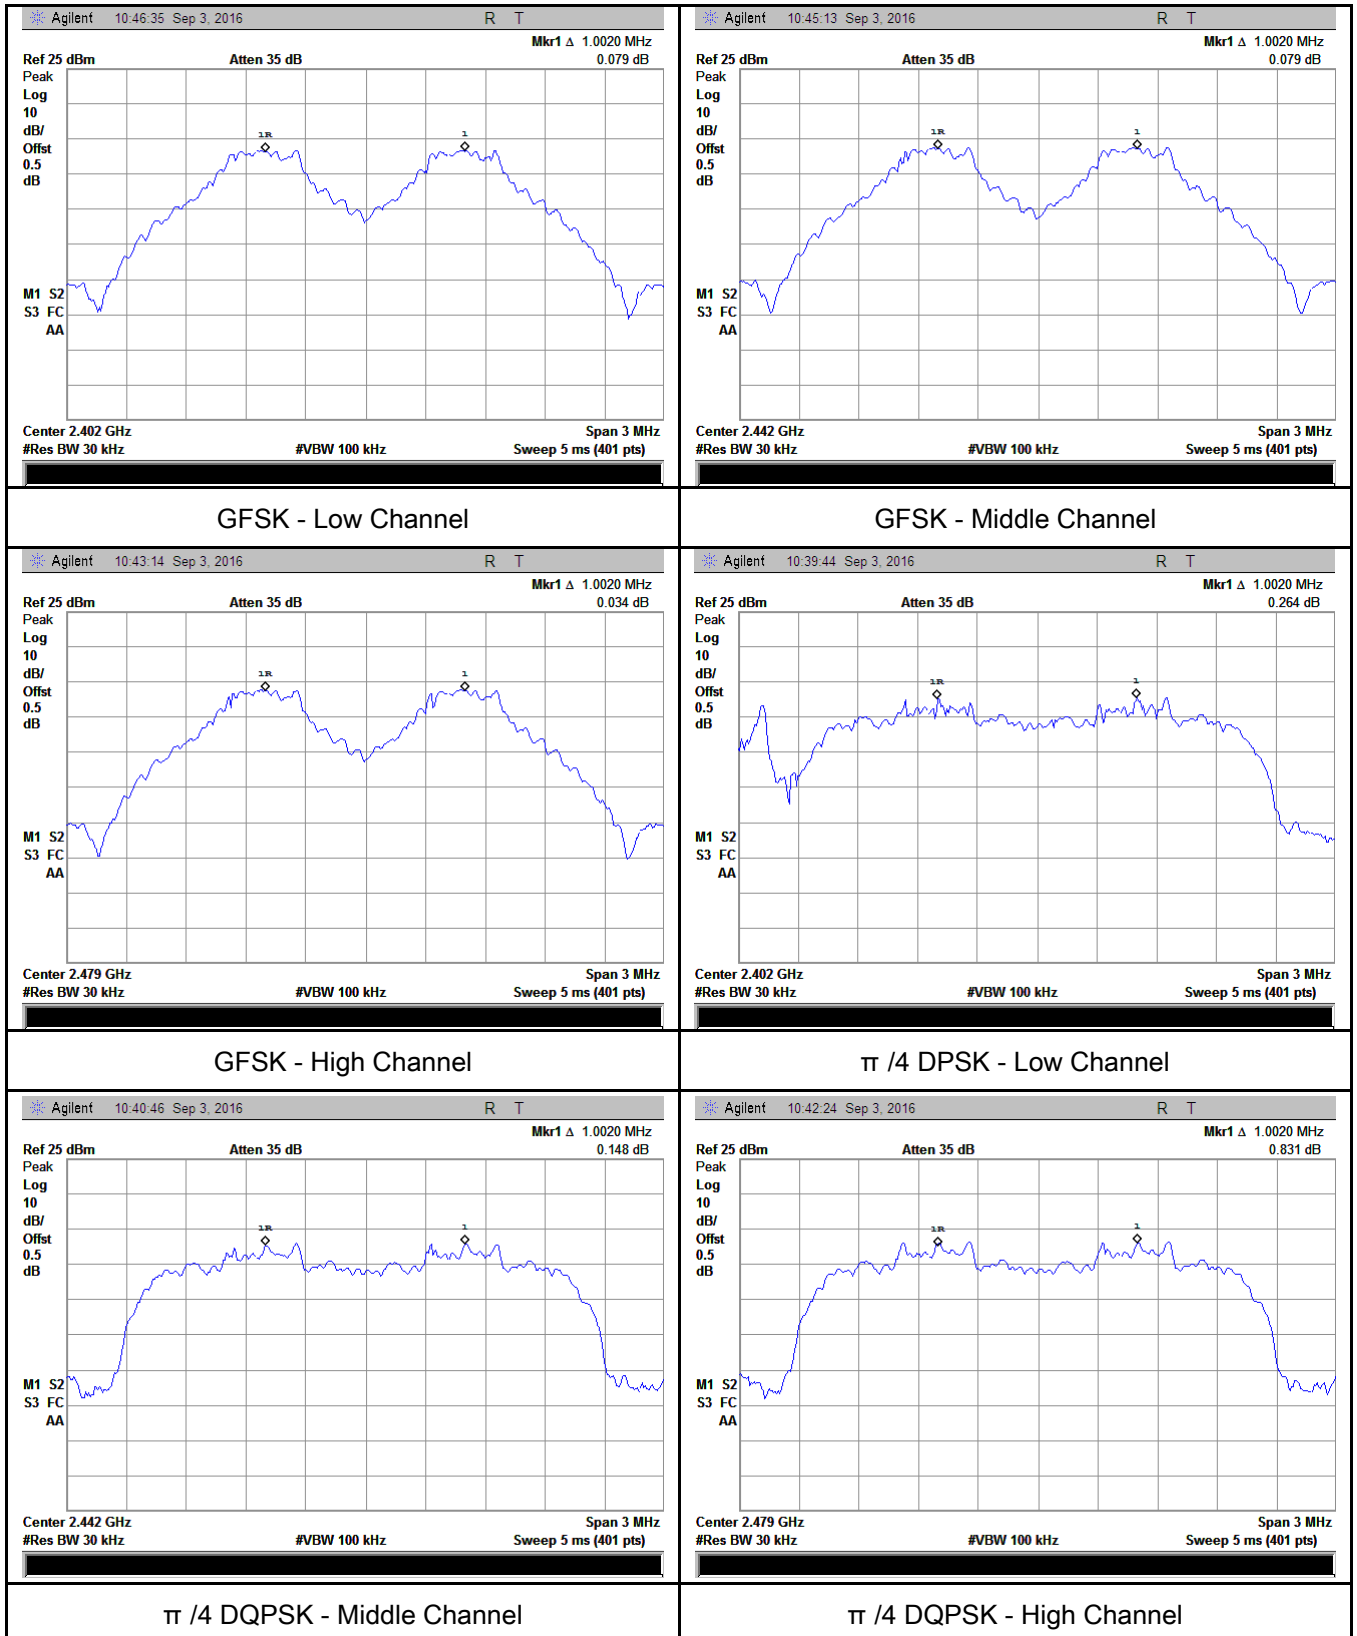 Agilent 10:46:35 Sep 3, 2016 R T
Mkr1 Δ 1.0020 MHz
Ref 25 dBm Atten 35 dB 0.079 dB
Peak
Log
10
dB/
Offst
0.5
dB
1R 1
M1 S2
S3 FC
AA
Center 2.402 GHz Span 3 MHz
#Res BW 30 kHz #VBW 100 kHz Sweep 5 ms (401 pts)
GFSK - Low Channel
Agilent 10:45:13 Sep 3, 2016 R T
Mkr1 Δ 1.0020 MHz
Ref 25 dBm Atten 35 dB 0.079 dB
Peak
Log
10
dB/
Offst
0.5
dB
1R 1
M1 S2
S3 FC
AA
Center 2.442 GHz Span 3 MHz
#Res BW 30 kHz #VBW 100 kHz Sweep 5 ms (401 pts)
GFSK - Middle Channel
Agilent 10:43:14 Sep 3, 2016 R T
Mkr1 Δ 1.0020 MHz
Ref 25 dBm Atten 35 dB 0.034 dB
Peak
Log
10
dB/
Offst
0.5
dB
1R 1
M1 S2
S3 FC
AA
Center 2.479 GHz Span 3 MHz
#Res BW 30 kHz #VBW 100 kHz Sweep 5 ms (401 pts)
GFSK - High Channel
Agilent 10:39:44 Sep 3, 2016 R T
Mkr1 Δ 1.0020 MHz
Ref 25 dBm Atten 35 dB 0.264 dB
Peak
Log
10
dB/
Offst
0.5
dB
1R 1
M1 S2
S3 FC
AA
Center 2.402 GHz Span 3 MHz
#Res BW 30 kHz #VBW 100 kHz Sweep 5 ms (401 pts)
π /4 DPSK - Low Channel
Agilent 10:40:46 Sep 3, 2016 R T
Mkr1 Δ 1.0020 MHz
Ref 25 dBm Atten 35 dB 0.148 dB
Peak
Log
10
dB/
Offst
0.5
dB
1R 1
M1 S2
S3 FC
AA
Center 2.442 GHz Span 3 MHz
#Res BW 30 kHz #VBW 100 kHz Sweep 5 ms (401 pts)
π /4 DQPSK - Middle Channel
Agilent 10:42:24 Sep 3, 2016 R T
Mkr1 Δ 1.0020 MHz
Ref 25 dBm Atten 35 dB 0.831 dB
Peak
Log
10
dB/
Offst
0.5
dB
1R 1
M1 S2
S3 FC
AA
Center 2.479 GHz Span 3 MHz
#Res BW 30 kHz #VBW 100 kHz Sweep 5 ms (401 pts)
π /4 DQPSK - High Channel